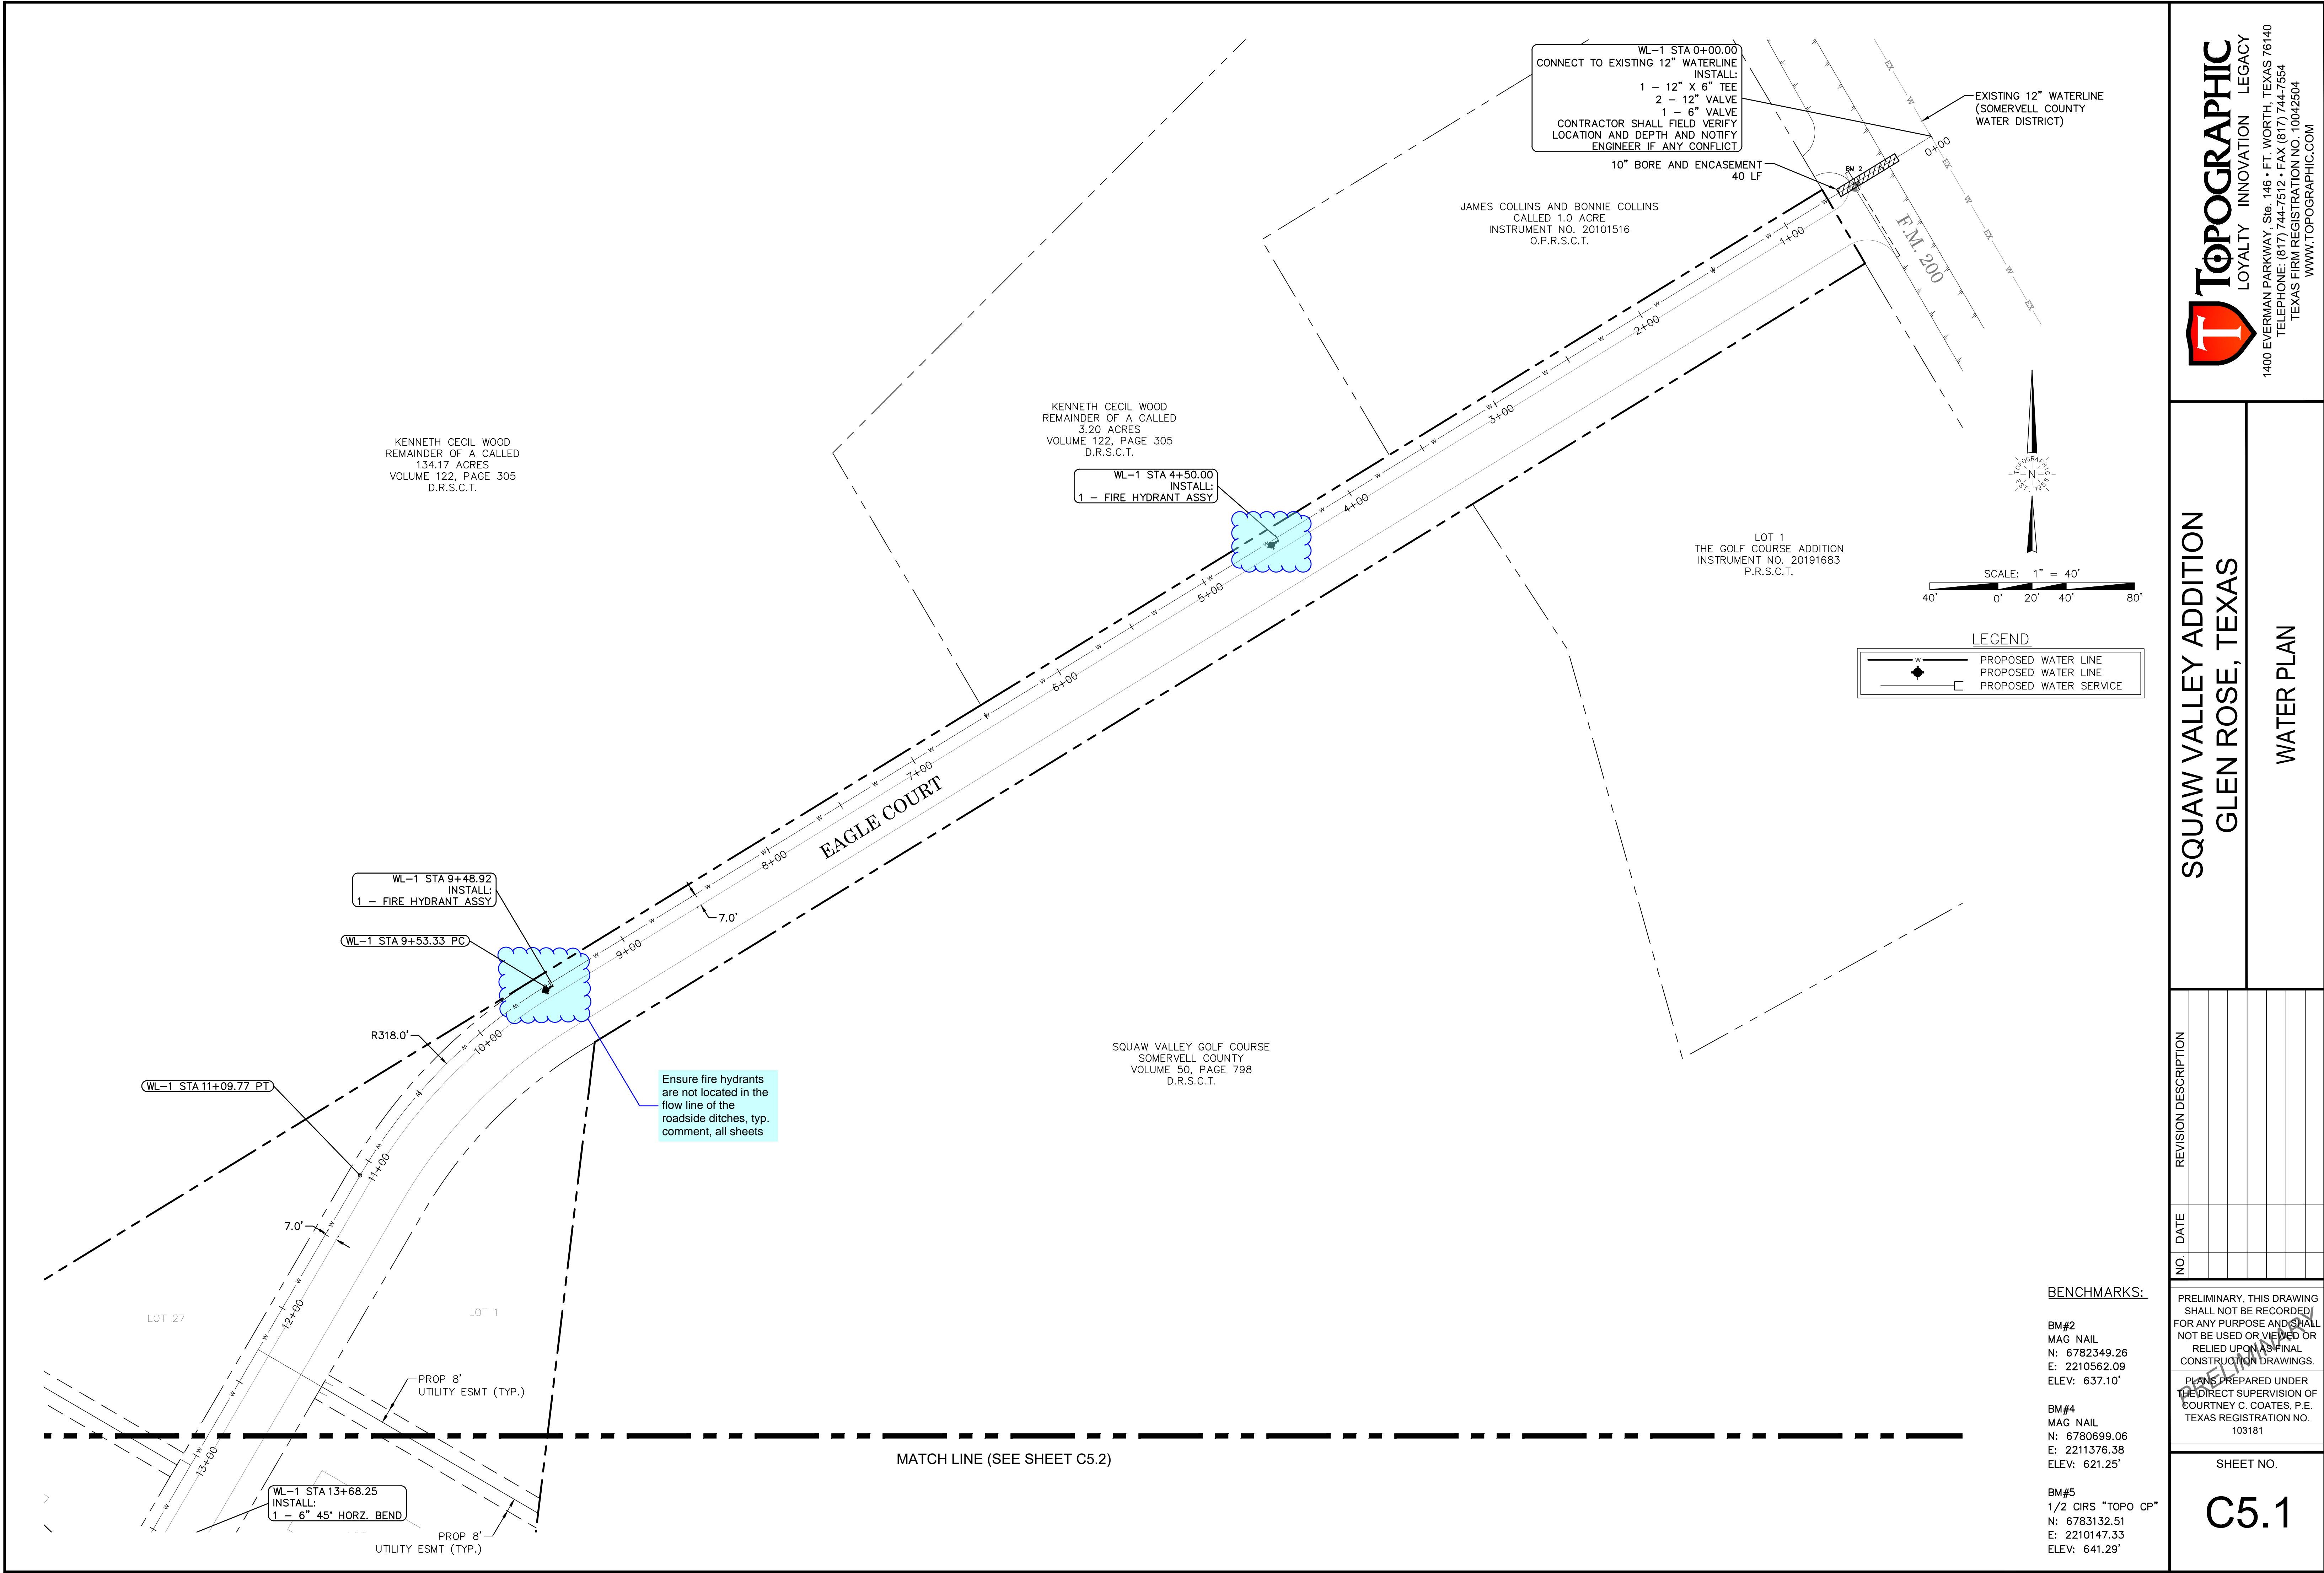 WL-1 STA 0+00.00
CONNECT TO EXISTING 12" WATERLINE
INSTALL:
1 - 12" X 6" TEE
2 - 12" VALVE
1 - 6" VALVE
CONTRACTOR SHALL FIELD VERIFY
LOCATION AND DEPTH AND NOTIFY
ENGINEER IF ANY CONFLICT
10" BORE AND ENCASEMENT
40 LF
EXISTING 12" WATERLINE
(SOMERVELL COUNTY
WATER DISTRICT)
BM 2
F.M. 200
JAMES COLLINS AND BONNIE COLLINS
CALLED 1.0 ACRE
INSTRUMENT NO. 20101516
O.P.R.S.C.T.
KENNETH CECIL WOOD
REMAINDER OF A CALLED
3.20 ACRES
VOLUME 122, PAGE 305
D.R.S.C.T.
KENNETH CECIL WOOD
REMAINDER OF A CALLED
134.17 ACRES
VOLUME 122, PAGE 305
D.R.S.C.T.
WL-1 STA 4+50.00
INSTALL:
1 - FIRE HYDRANT ASSY
LOT 1
THE GOLF COURSE ADDITION
INSTRUMENT NO. 20191683
P.R.S.C.T.
0+00
1+00
2+00
3+00
4+00
5+00
6+00
7+00
8+00
9+00
10+00
11+00
12+00
13+00
EAGLE COURT
TOPOGRAPHIC
N
EST. 1958
SCALE: 1" = 40'
40' 0' 20' 40' 80'
LEGEND
W PROPOSED WATER LINE
PROPOSED WATER LINE
PROPOSED WATER SERVICE
WL-1 STA 9+48.92
INSTALL:
1 - FIRE HYDRANT ASSY
WL-1 STA 9+53.33 PC
7.0'
R318.0'
WL-1 STA 11+09.77 PT
7.0'
Ensure fire hydrants
are not located in the
flow line of the
roadside ditches, typ.
comment, all sheets
SQUAW VALLEY GOLF COURSE
SOMERVELL COUNTY
VOLUME 50, PAGE 798
D.R.S.C.T.
LOT 27
LOT 1
PROP 8'
UTILITY ESMT (TYP.)
MATCH LINE (SEE SHEET C5.2)
WL-1 STA 13+68.25
INSTALL:
1 - 6" 45° HORZ. BEND
PROP 8'
UTILITY ESMT (TYP.)
BENCHMARKS:
BM#2
MAG NAIL
N: 6782349.26
E: 2210562.09
ELEV: 637.10'
BM#4
MAG NAIL
N: 6780699.06
E: 2211376.38
ELEV: 621.25'
BM#5
1/2 CIRS "TOPO CP"
N: 6783132.51
E: 2210147.33
ELEV: 641.29'
T
TOPOGRAPHIC
LOYALTY INNOVATION LEGACY
1400 EVERMAN PARKWAY, Ste. 146 • FT. WORTH, TEXAS 76140
TELEPHONE: (817) 744-7512 • FAX (817) 744-7554
TEXAS FIRM REGISTRATION NO. 10042504
WWW.TOPOGRAPHIC.COM
SQUAW VALLEY ADDITION
GLEN ROSE, TEXAS
WATER PLAN
NO. DATE REVISION DESCRIPTION
PRELIMINARY, THIS DRAWING
SHALL NOT BE RECORDED
FOR ANY PURPOSE AND SHALL
NOT BE USED OR VIEWED OR
RELIED UPON AS FINAL
CONSTRUCTION DRAWINGS.
PRELIMINARY
PLANS PREPARED UNDER
THE DIRECT SUPERVISION OF
COURTNEY C. COATES, P.E.
TEXAS REGISTRATION NO.
103181
SHEET NO.
C5.1